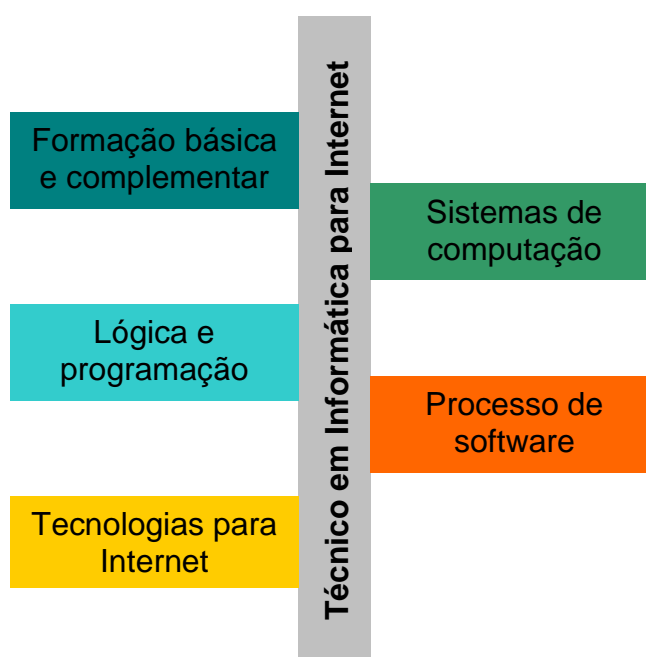 Técnico em Informática para Internet
Formação básica
e complementar
Sistemas de
computação
Lógica e
programação
Processo de
software
Tecnologias para
Internet